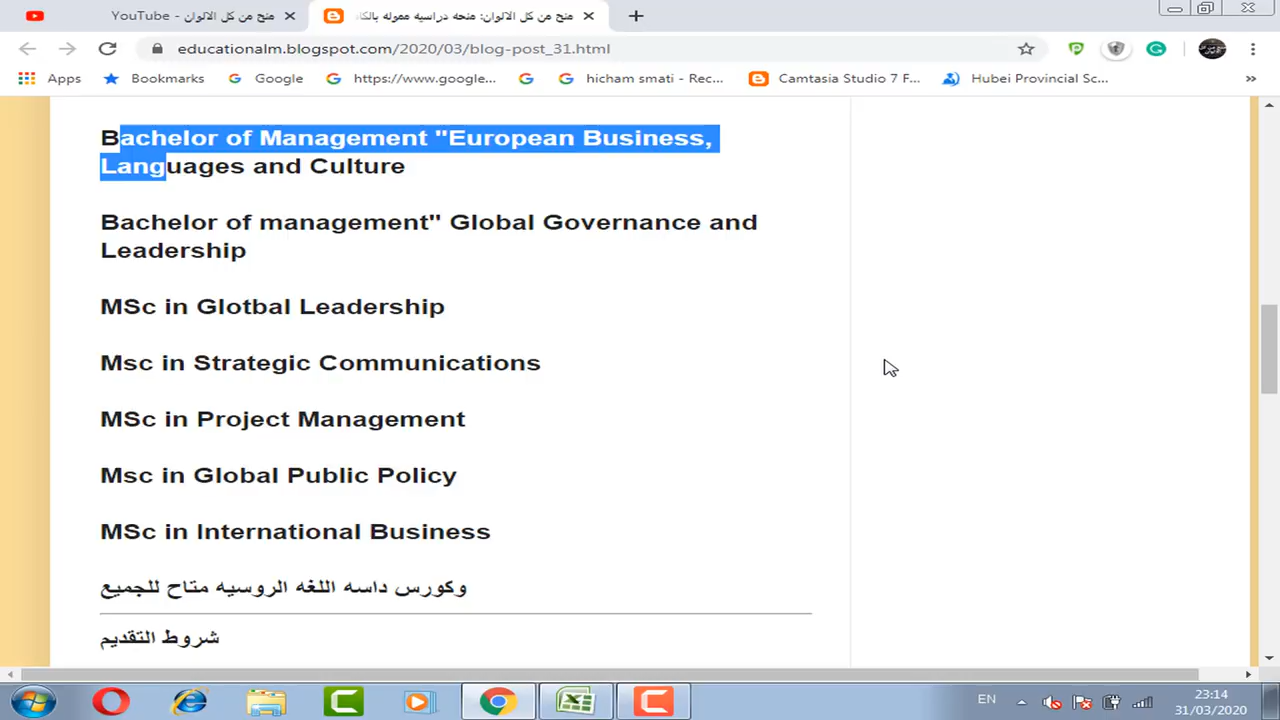 منح من كل الالوان - YouTube
منح من كل الالوان: منحه دراسيه مموله بالكا
educationalm.blogspot.com/2020/03/blog-post_31.html
Apps
Bookmarks
Google
https://www.google...
hicham smati - Rec...
Camtasia Studio 7 F...
Hubei Provincial Sc...
»
Bachelor of Management "European Business,
Languages and Culture
Bachelor of management" Global Governance and
Leadership
MSc in Glotbal Leadership
Msc in Strategic Communications
MSc in Project Management
Msc in Global Public Policy
MSc in International Business
وكورس داسه اللغه الروسيه متاح للجميع
شروط التقديم
EN
23:14
31/03/2020